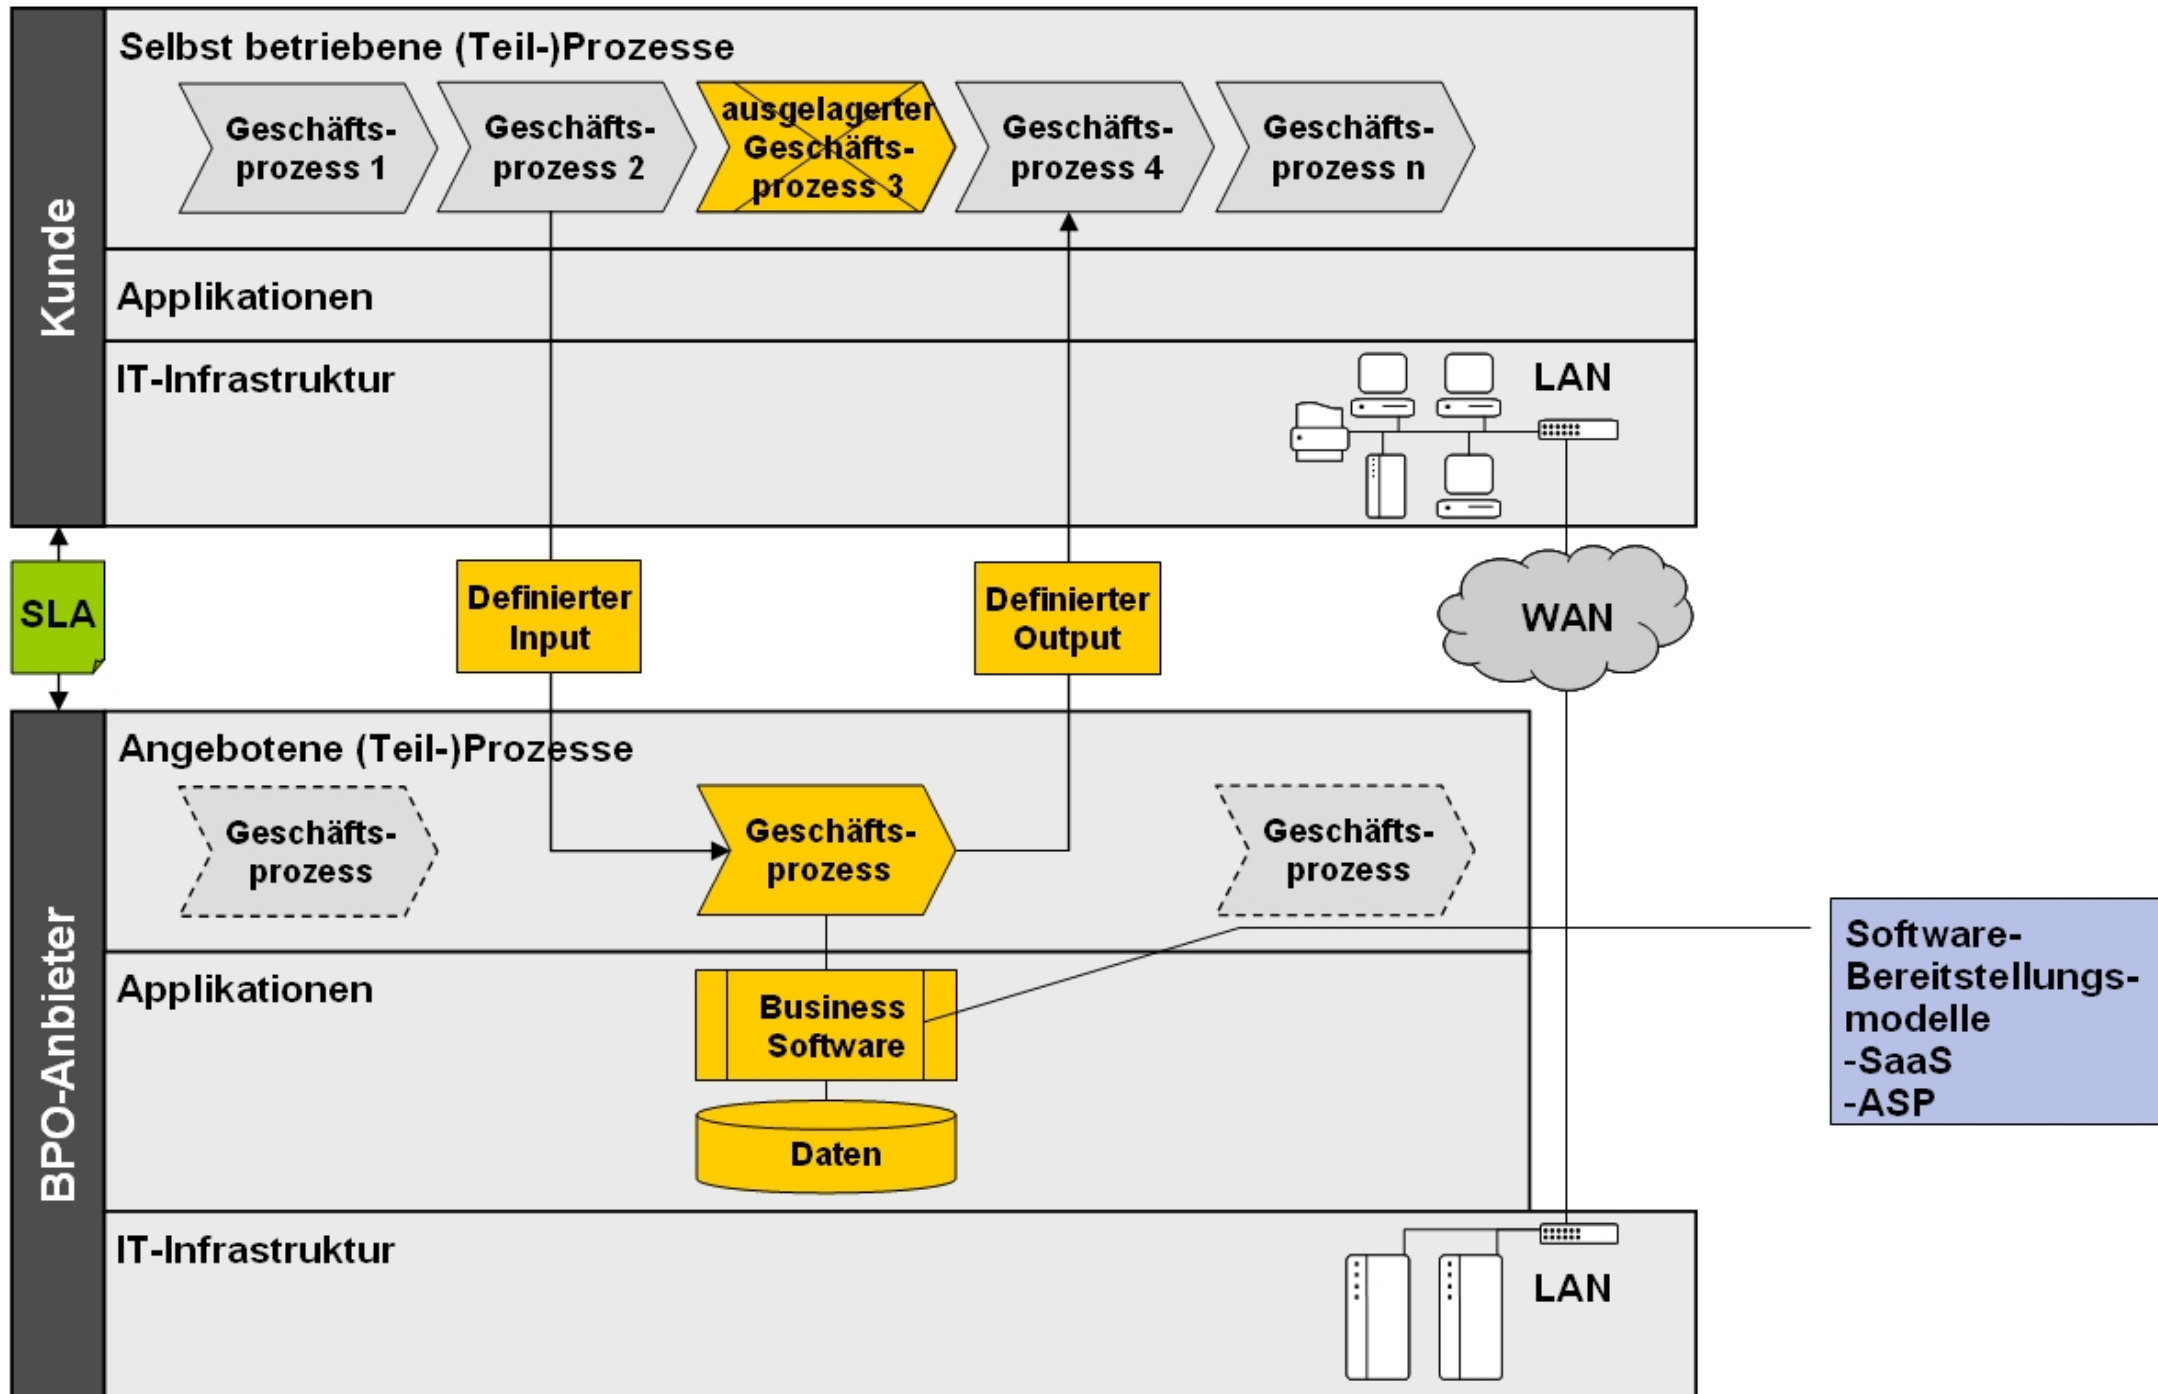 Kunde
Selbst betriebene (Teil-)Prozesse
Geschäfts-
prozess 1
Geschäfts-
prozess 2
ausgelagerter
Geschäfts-
prozess 3
Geschäfts-
prozess 4
Geschäfts-
prozess n
Applikationen
IT-Infrastruktur
LAN
SLA
Definierter
Input
Definierter
Output
WAN
BPO-Anbieter
Angebotene (Teil-)Prozesse
Geschäfts-
prozess
Geschäfts-
prozess
Geschäfts-
prozess
Applikationen
Business
Software
Daten
Software-
Bereitstellungs-
modelle
-SaaS
-ASP
IT-Infrastruktur
LAN